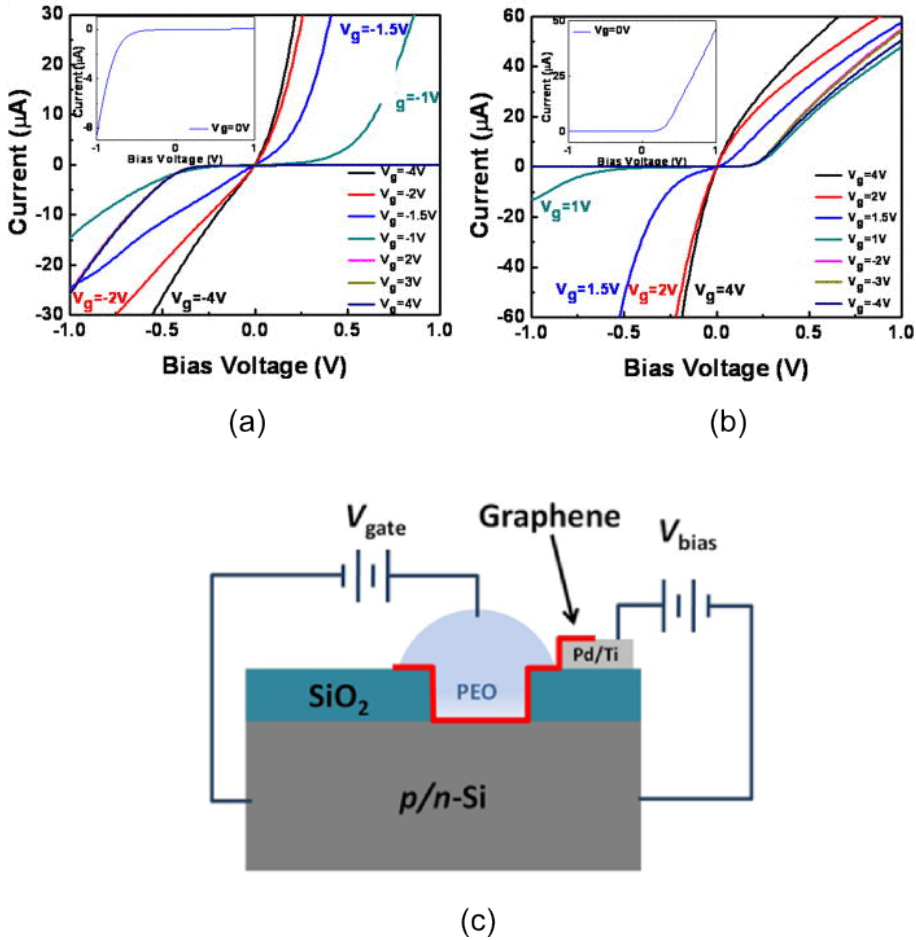 30
20
10
0
-10
-20
-30
Current (μA)
-1.0
-0.5
0.0
0.5
1.0
Bias Voltage (V)
0
-4
-8
Current (μA)
-1
0
1
Bias Voltage (V)
Vg=0V
Vg=-1.5V
g=-1V
Vg=-2V
Vg=-4V
Vg=-4V
Vg=-2V
Vg=-1.5V
Vg=-1V
Vg=2V
Vg=3V
Vg=4V
(a)
60
40
20
0
-20
-40
-60
Current (μA)
-1.0
-0.5
0.0
0.5
1.0
Bias Voltage (V)
50
25
0
Current (μA)
-1
0
1
Bias Voltage (V)
Vg=0V
Vg=1V
Vg=1.5V
Vg=2V
Vg=4V
Vg=4V
Vg=2V
Vg=1.5V
Vg=1V
Vg=-2V
Vg=-3V
Vg=-4V
(b)
Vgate
Graphene
Vbias
Pd/Ti
SiO2
PEO
p/n-Si
(c)